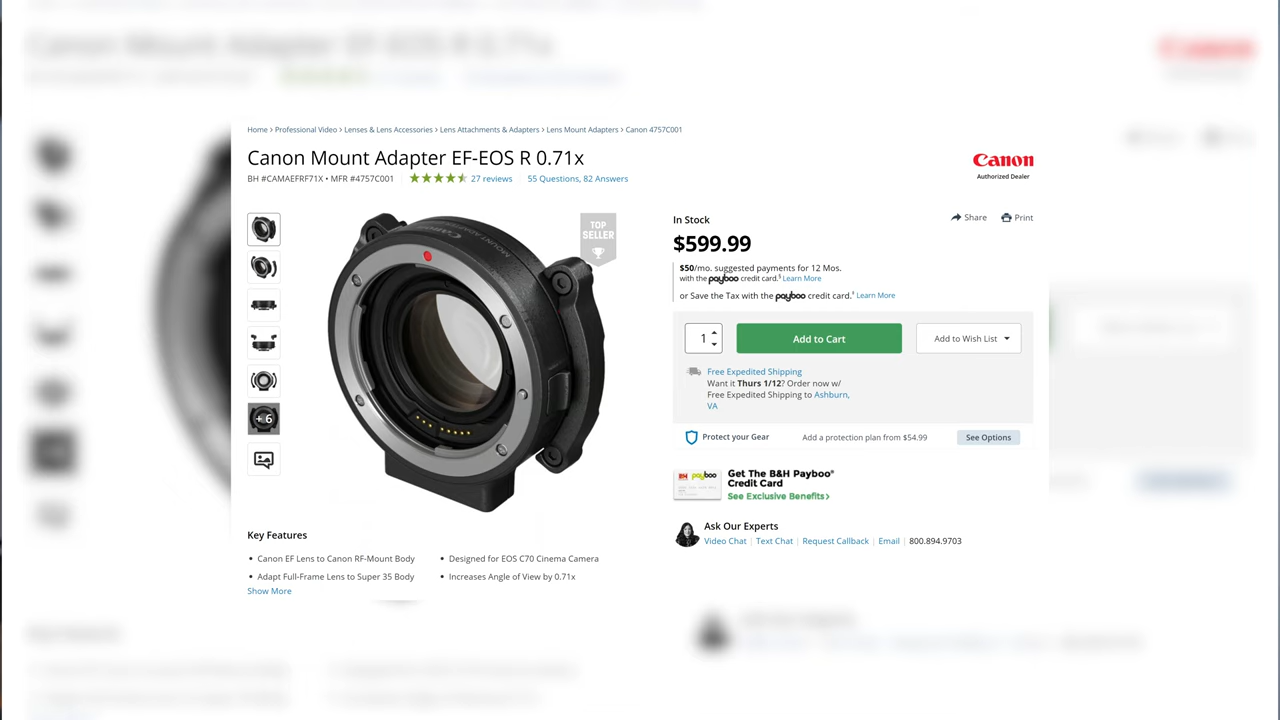 Home > Professional Video > Lenses & Lens Accessories > Lens Attachments & Adapters > Lens Mount Adapters > Canon 4757C001
Canon Mount Adapter EF-EOS R 0.71x
BH #CAMAEFRF71X • MFR #4757C001
27 reviews
55 Questions, 82 Answers
Canon
Authorized Dealer
TOP
SELLER
+ 6
In Stock
Share
Print
$599.99
$50/mo. suggested payments for 12 Mos.
with the payboo credit card.§ Learn More
or Save the Tax with the payboo credit card.◊ Learn More
1
Add to Cart
Add to Wish List
Free Expedited Shipping
Want it Thurs 1/12? Order now w/
Free Expedited Shipping to Ashburn,
VA
Protect your Gear
Add a protection plan from $54.99
See Options
Get The B&H Payboo®
Credit Card
See Exclusive Benefits›
Ask Our Experts
Video Chat | Text Chat | Request Callback | Email | 800.894.9703
Key Features
• Canon EF Lens to Canon RF-Mount Body
• Adapt Full-Frame Lens to Super 35 Body
• Designed for EOS C70 Cinema Camera
• Increases Angle of View by 0.71x
Show More